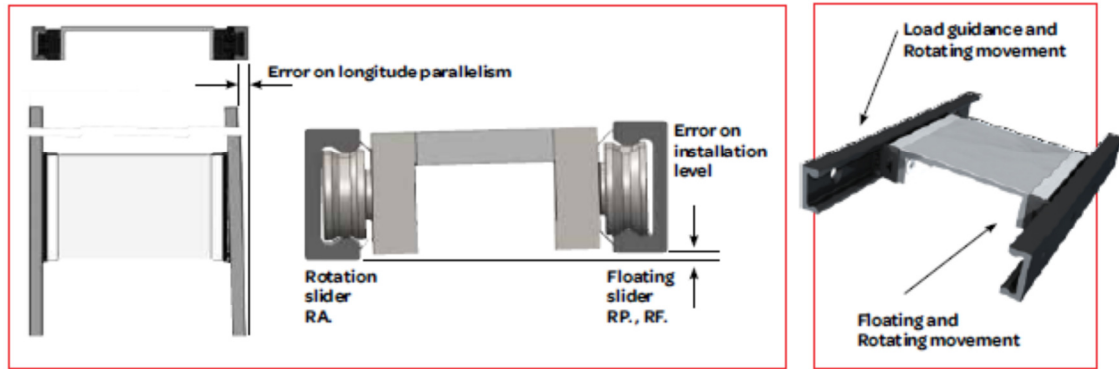 Error on longitude parallelism
Error on
installation
level
Rotation
slider
RA.
Floating
slider
RP., RF.
Load guidance and
Rotating movement
Floating and
Rotating movement